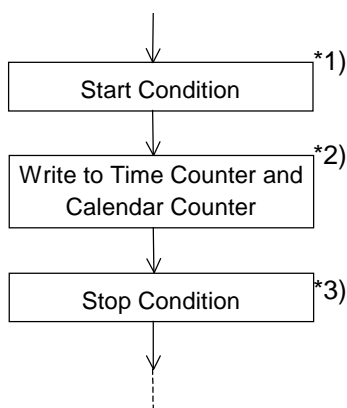 *1)
Start Condition
*2)
Write to Time Counter and
Calendar Counter
*3)
Stop Condition